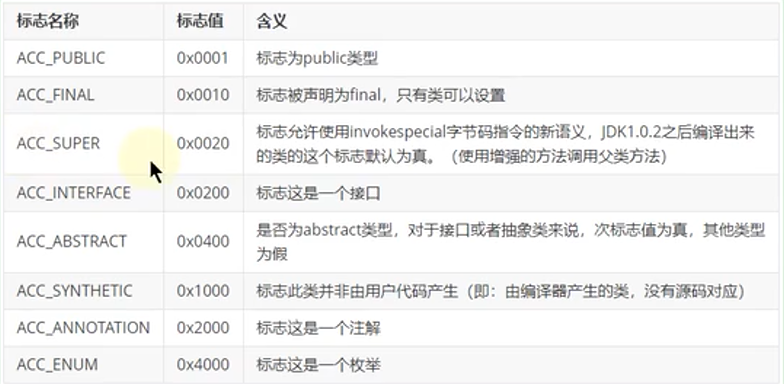 标志名称 标志值 含义
ACC_PUBLIC 0x0001 标志为public类型
ACC_FINAL 0x0010 标志被声明为final，只有类可以设置
ACC_SUPER 0x0020 标志允许使用invokespecial字节码指令的新语义，JDK1.0.2之后编译出来
的类的这个标志默认为真。（使用增强的方法调用父类方法）
ACC_INTERFACE 0x0200 标志这是一个接口
ACC_ABSTRACT 0x0400 是否为abstract类型，对于接口或者抽象类来说，次标志值为真，其他类型
为假
ACC_SYNTHETIC 0x1000 标志此类并非由用户代码产生（即：由编译器产生的类，没有源码对应）
ACC_ANNOTATION 0x2000 标志这是一个注解
ACC_ENUM 0x4000 标志这是一个枚举